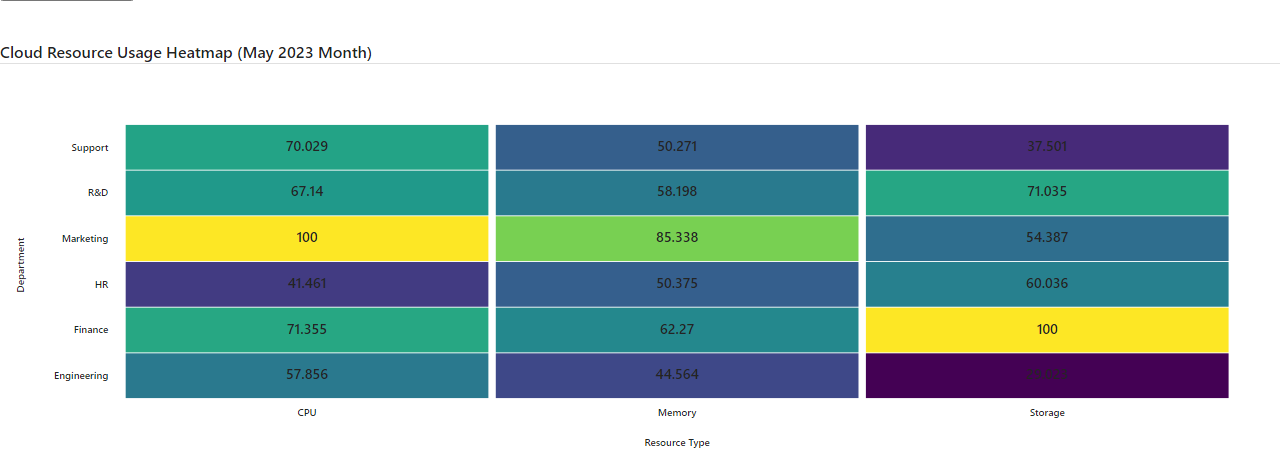 Cloud Resource Usage Heatmap (May 2023 Month)
Support 70.029 50.271 37.501
R&D 67.14 58.198 71.035
Marketing 100 85.338 54.387
Department
HR 41.461 50.375 60.036
Finance 71.355 62.27 100
Engineering 57.856 44.564
CPU Memory Storage
Resource Type